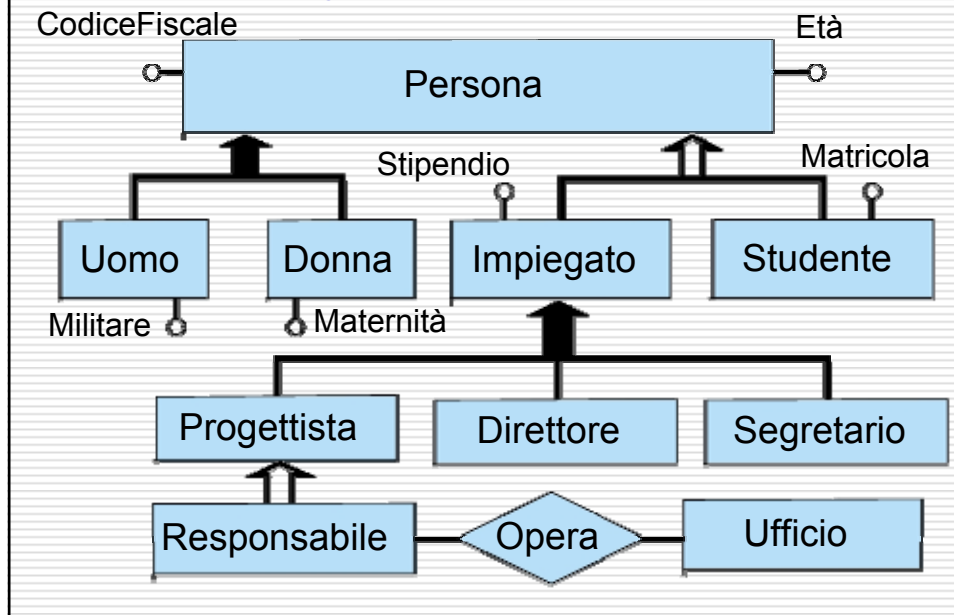 CodiceFiscale
Età
Persona
Stipendio
Matricola
Uomo
Donna
Impiegato
Studente
Militare
Maternità
Progettista
Direttore
Segretario
Responsabile
Opera
Ufficio